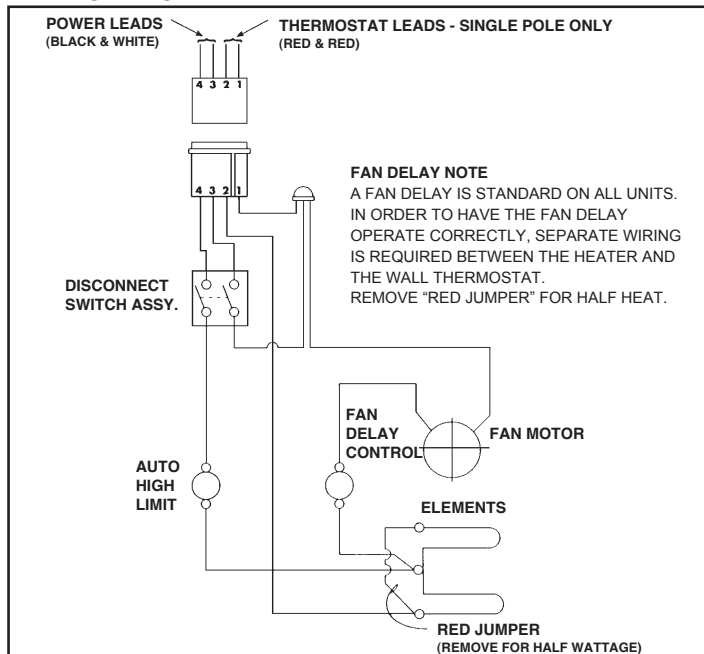 POWER LEADS
(BLACK & WHITE)
THERMOSTAT LEADS - SINGLE POLE ONLY
(RED & RED)
4 3 2 1
4 3 2 1
FAN DELAY NOTE
A FAN DELAY IS STANDARD ON ALL UNITS.
IN ORDER TO HAVE THE FAN DELAY
OPERATE CORRECTLY, SEPARATE WIRING
IS REQUIRED BETWEEN THE HEATER AND
THE WALL THERMOSTAT.
REMOVE “RED JUMPER” FOR HALF HEAT.
DISCONNECT
SWITCH ASSY.
FAN
DELAY
CONTROL
FAN MOTOR
AUTO
HIGH
LIMIT
ELEMENTS
RED JUMPER
(REMOVE FOR HALF WATTAGE)